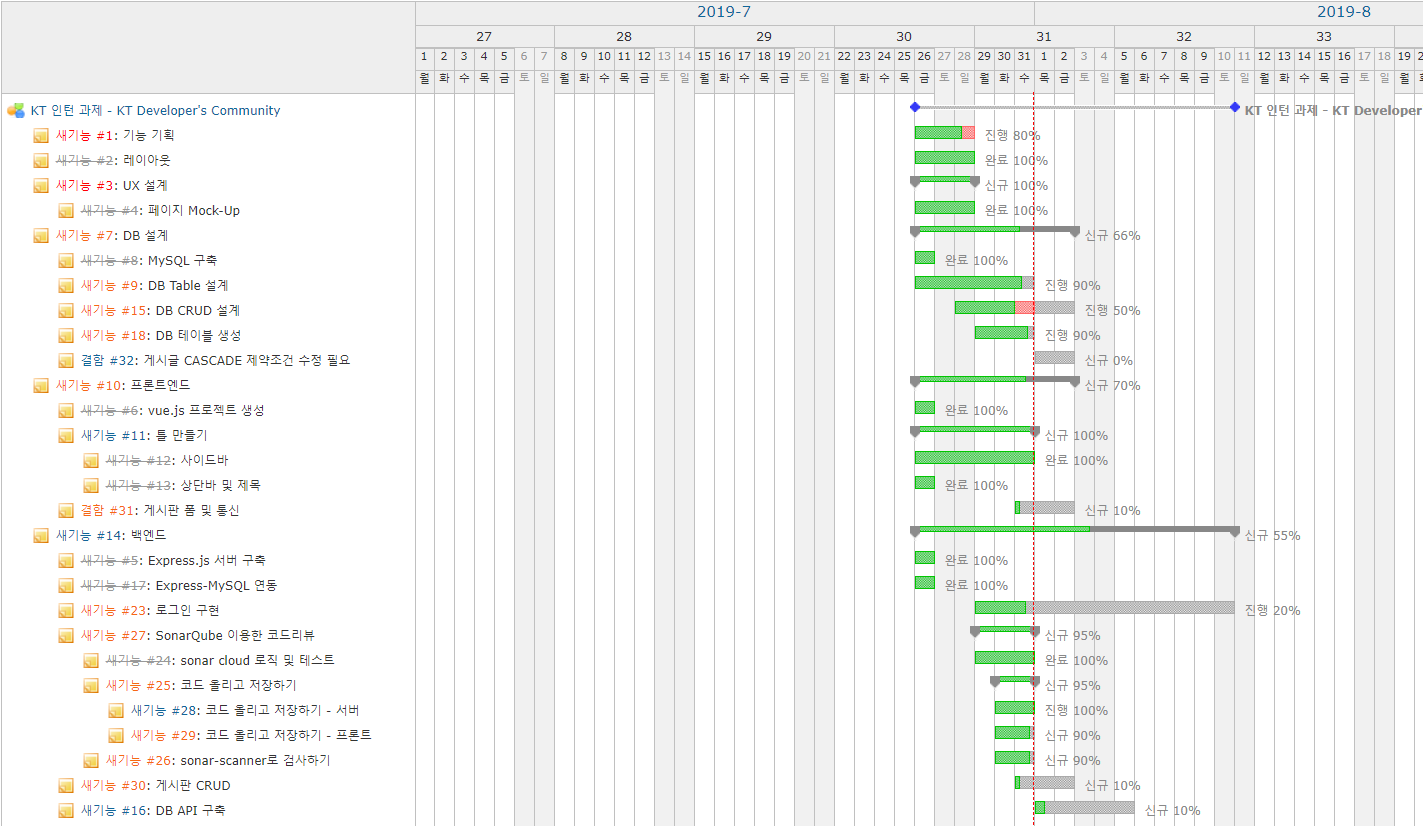 2019-7 2019-8
27 28 29 30 31 32 33
1 2 3 4 5 6 7 8 9 10 11 12 13 14 15 16 17 18 19 20 21 22 23 24 25 26 27 28 29 30 31 1 2 3 4 5 6 7 8 9 10 11 12 13 14 15 16 17 18 19 2
월 화 수 목 금 토 일 월 화 수 목 금 토 일 월 화 수 목 금 토 일 월 화 수 목 금 토 일 월 화 수 목 금 토 일 월 화 수 목 금 토 일 월 화 수 목 금 토 일 월 화
KT 인턴 과제 - KT Developer's Community KT 인턴 과제 - KT Developer
새기능 #1: 기능 기획 진행 80%
새기능 #2: 레이아웃 완료 100%
새기능 #3: UX 설계 신규 100%
새기능 #4: 페이지 Mock-Up 완료 100%
새기능 #7: DB 설계 신규 66%
새기능 #8: MySQL 구축 완료 100%
새기능 #9: DB Table 설계 진행 90%
새기능 #15: DB CRUD 설계 진행 50%
새기능 #18: DB 테이블 생성 진행 90%
결함 #32: 게시글 CASCADE 제약조건 수정 필요 신규 0%
새기능 #10: 프론트엔드 신규 70%
새기능 #6: vue.js 프로젝트 생성 완료 100%
새기능 #11: 틀 만들기 신규 100%
새기능 #12: 사이드바 완료 100%
새기능 #13: 상단바 및 제목 완료 100%
결함 #31: 게시판 폼 및 통신 신규 10%
새기능 #14: 백엔드 신규 55%
새기능 #5: Express.js 서버 구축 완료 100%
새기능 #17: Express-MySQL 연동 완료 100%
새기능 #23: 로그인 구현 진행 20%
새기능 #27: SonarQube 이용한 코드리뷰 신규 95%
새기능 #24: sonar cloud 로직 및 테스트 완료 100%
새기능 #25: 코드 올리고 저장하기 신규 95%
새기능 #28: 코드 올리고 저장하기 - 서버 진행 100%
새기능 #29: 코드 올리고 저장하기 - 프론트 신규 90%
새기능 #26: sonar-scanner로 검사하기 신규 90%
새기능 #30: 게시판 CRUD 신규 10%
새기능 #16: DB API 구축 신규 10%